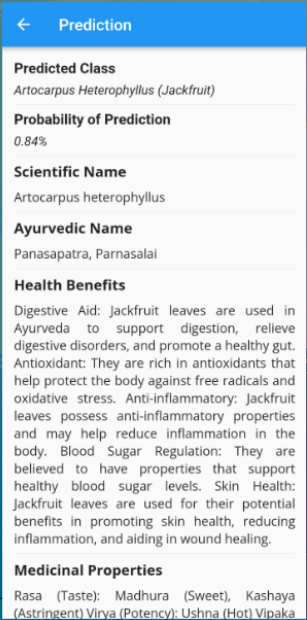 Prediction
Predicted Class
Artocarpus Heterophyllus (Jackfruit)
Probability of Prediction
0.84%
Scientific Name
Artocarpus heterophyllus
Ayurvedic Name
Panasapatra, Parnasalai
Health Benefits
Digestive Aid: Jackfruit leaves are used in
Ayurveda to support digestion, relieve
digestive disorders, and promote a healthy gut.
Antioxidant: They are rich in antioxidants that
help protect the body against free radicals and
oxidative stress. Anti-inflammatory: Jackfruit
leaves possess anti-inflammatory properties
and may help reduce inflammation in the
body. Blood Sugar Regulation: They are
believed to have properties that support
healthy blood sugar levels. Skin Health:
Jackfruit leaves are used for their potential
benefits in promoting skin health, reducing
inflammation, and aiding in wound healing.
Medicinal Properties
Rasa (Taste): Madhura (Sweet), Kashaya
(Astringent) Virya (Potency): Ushna (Hot) Vipaka